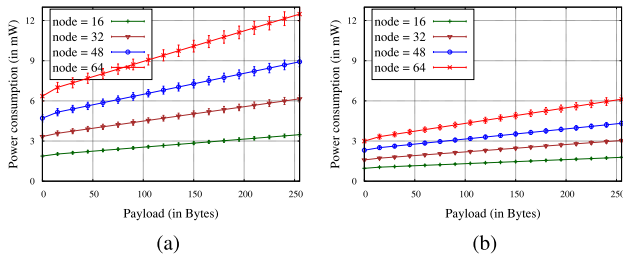 node = 16
node = 32
node = 48
node = 64
Power consumption (in mW)
12
9
6
3
0
0
50
100
150
200
250
Payload (in Bytes)
(a)
node = 16
node = 32
node = 48
node = 64
Power consumption (in mW)
12
9
6
3
0
0
50
100
150
200
250
Payload (in Bytes)
(b)